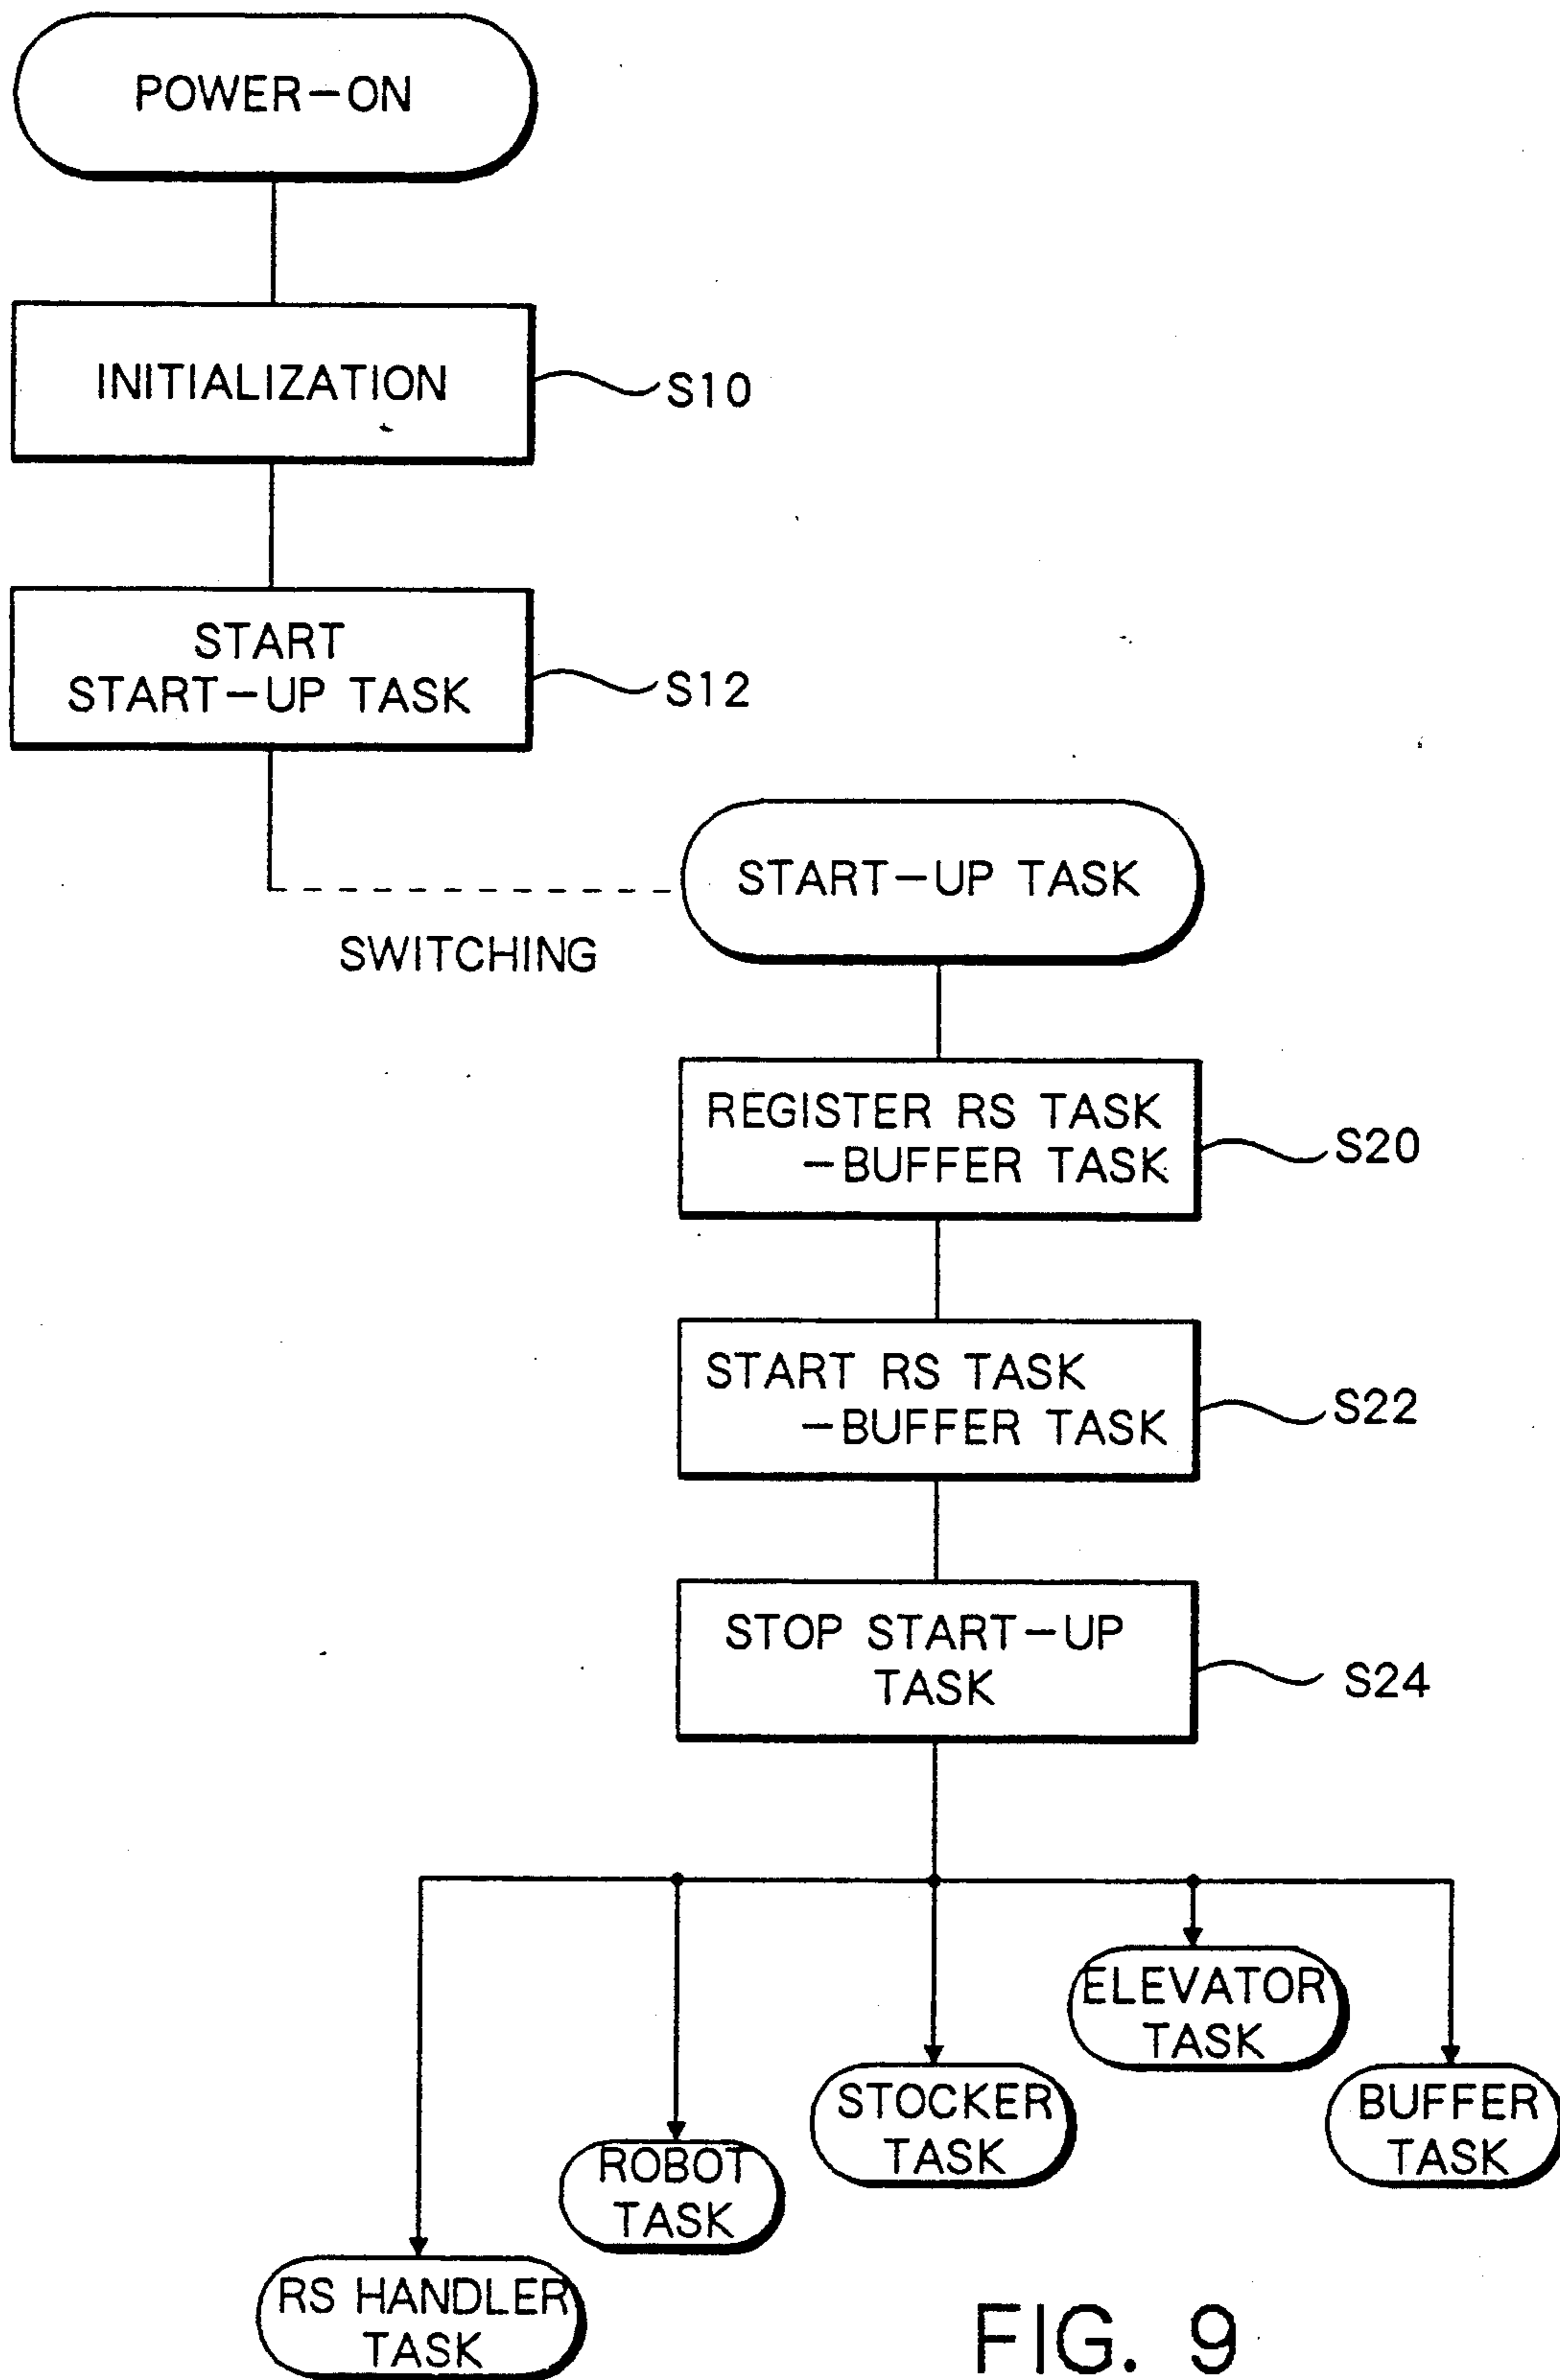 POWER-ON
INITIALIZATION
S10
START
START-UP TASK
S12
SWITCHING
START-UP TASK
REGISTER RS TASK
-BUFFER TASK
S20
START RS TASK
-BUFFER TASK
S22
STOP START-UP
TASK
S24
RS HANDLER
TASK
ROBOT
TASK
STOCKER
TASK
ELEVATOR
TASK
BUFFER
TASK
FIG. 9